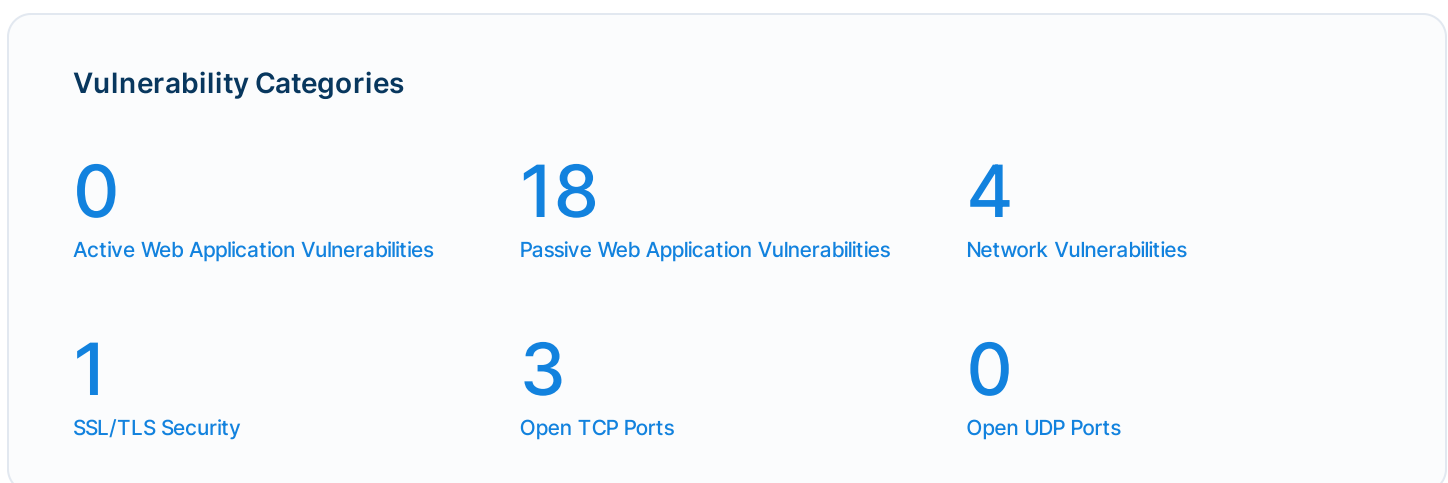 Vulnerability Categories
0
18
4
Active Web Application Vulnerabilities
Passive Web Application Vulnerabilities
Network Vulnerabilities
1
3
0
SSL/TLS Security
Open TCP Ports
Open UDP Ports